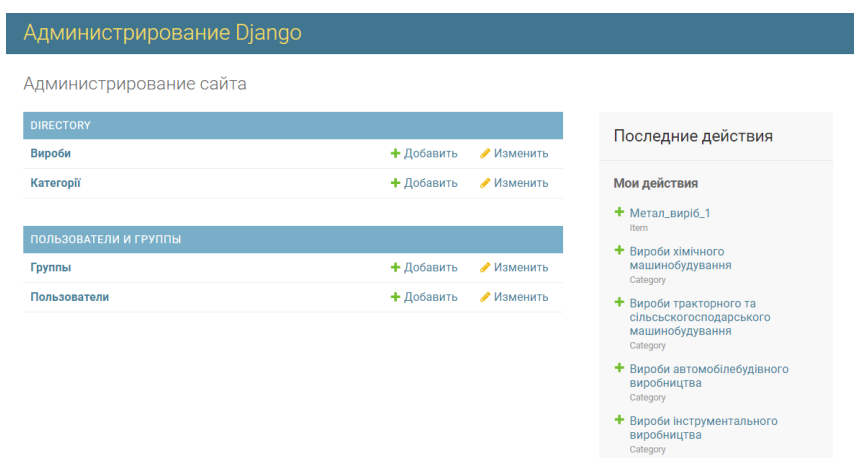 Администрирование Django
Администрирование сайта
DIRECTORY
Вироби Добавить Изменить
Категорії Добавить Изменить
ПОЛЬЗОВАТЕЛИ И ГРУППЫ
Группы Добавить Изменить
Пользователи Добавить Изменить
Последние действия
Мои действия
Метал_виріб_1
Item
Вироби хімічного
машинобудування
Category
Вироби тракторного та
сільсьскогосподарського
машинобудування
Category
Вироби автомобілебудівного
виробництва
Category
Вироби інструментального
виробництва
Category